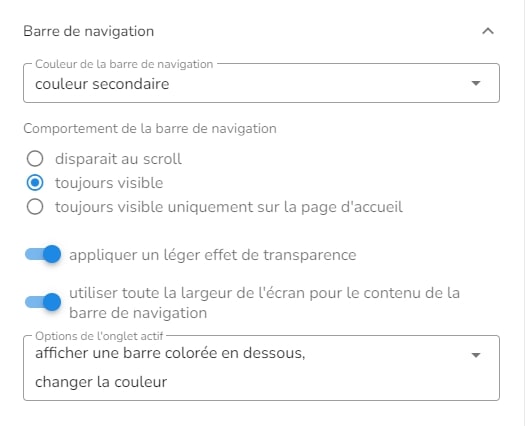 Barre de navigation
Couleur de la barre de navigation
couleur secondaire
Comportement de la barre de navigation
disparait au scroll
toujours visible
toujours visible uniquement sur la page d'accueil
appliquer un léger effet de transparence
utiliser toute la largeur de l'écran pour le contenu de la
barre de navigation
Options de l'onglet actif
afficher une barre colorée en dessous,
changer la couleur